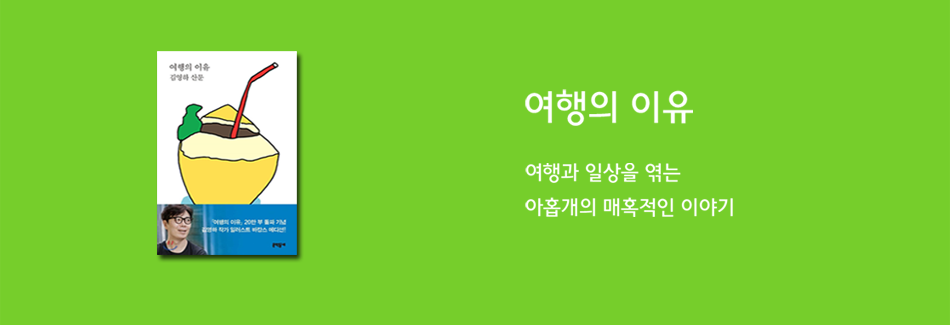 여행의 이유
김영하 산문
『여행의 이유』 20만 부 돌파 기념
김영하 작가 일러스트 바캉스 에디션!
문학동네
여행의 이유
여행과 일상을 엮는
아홉개의 매혹적인 이야기